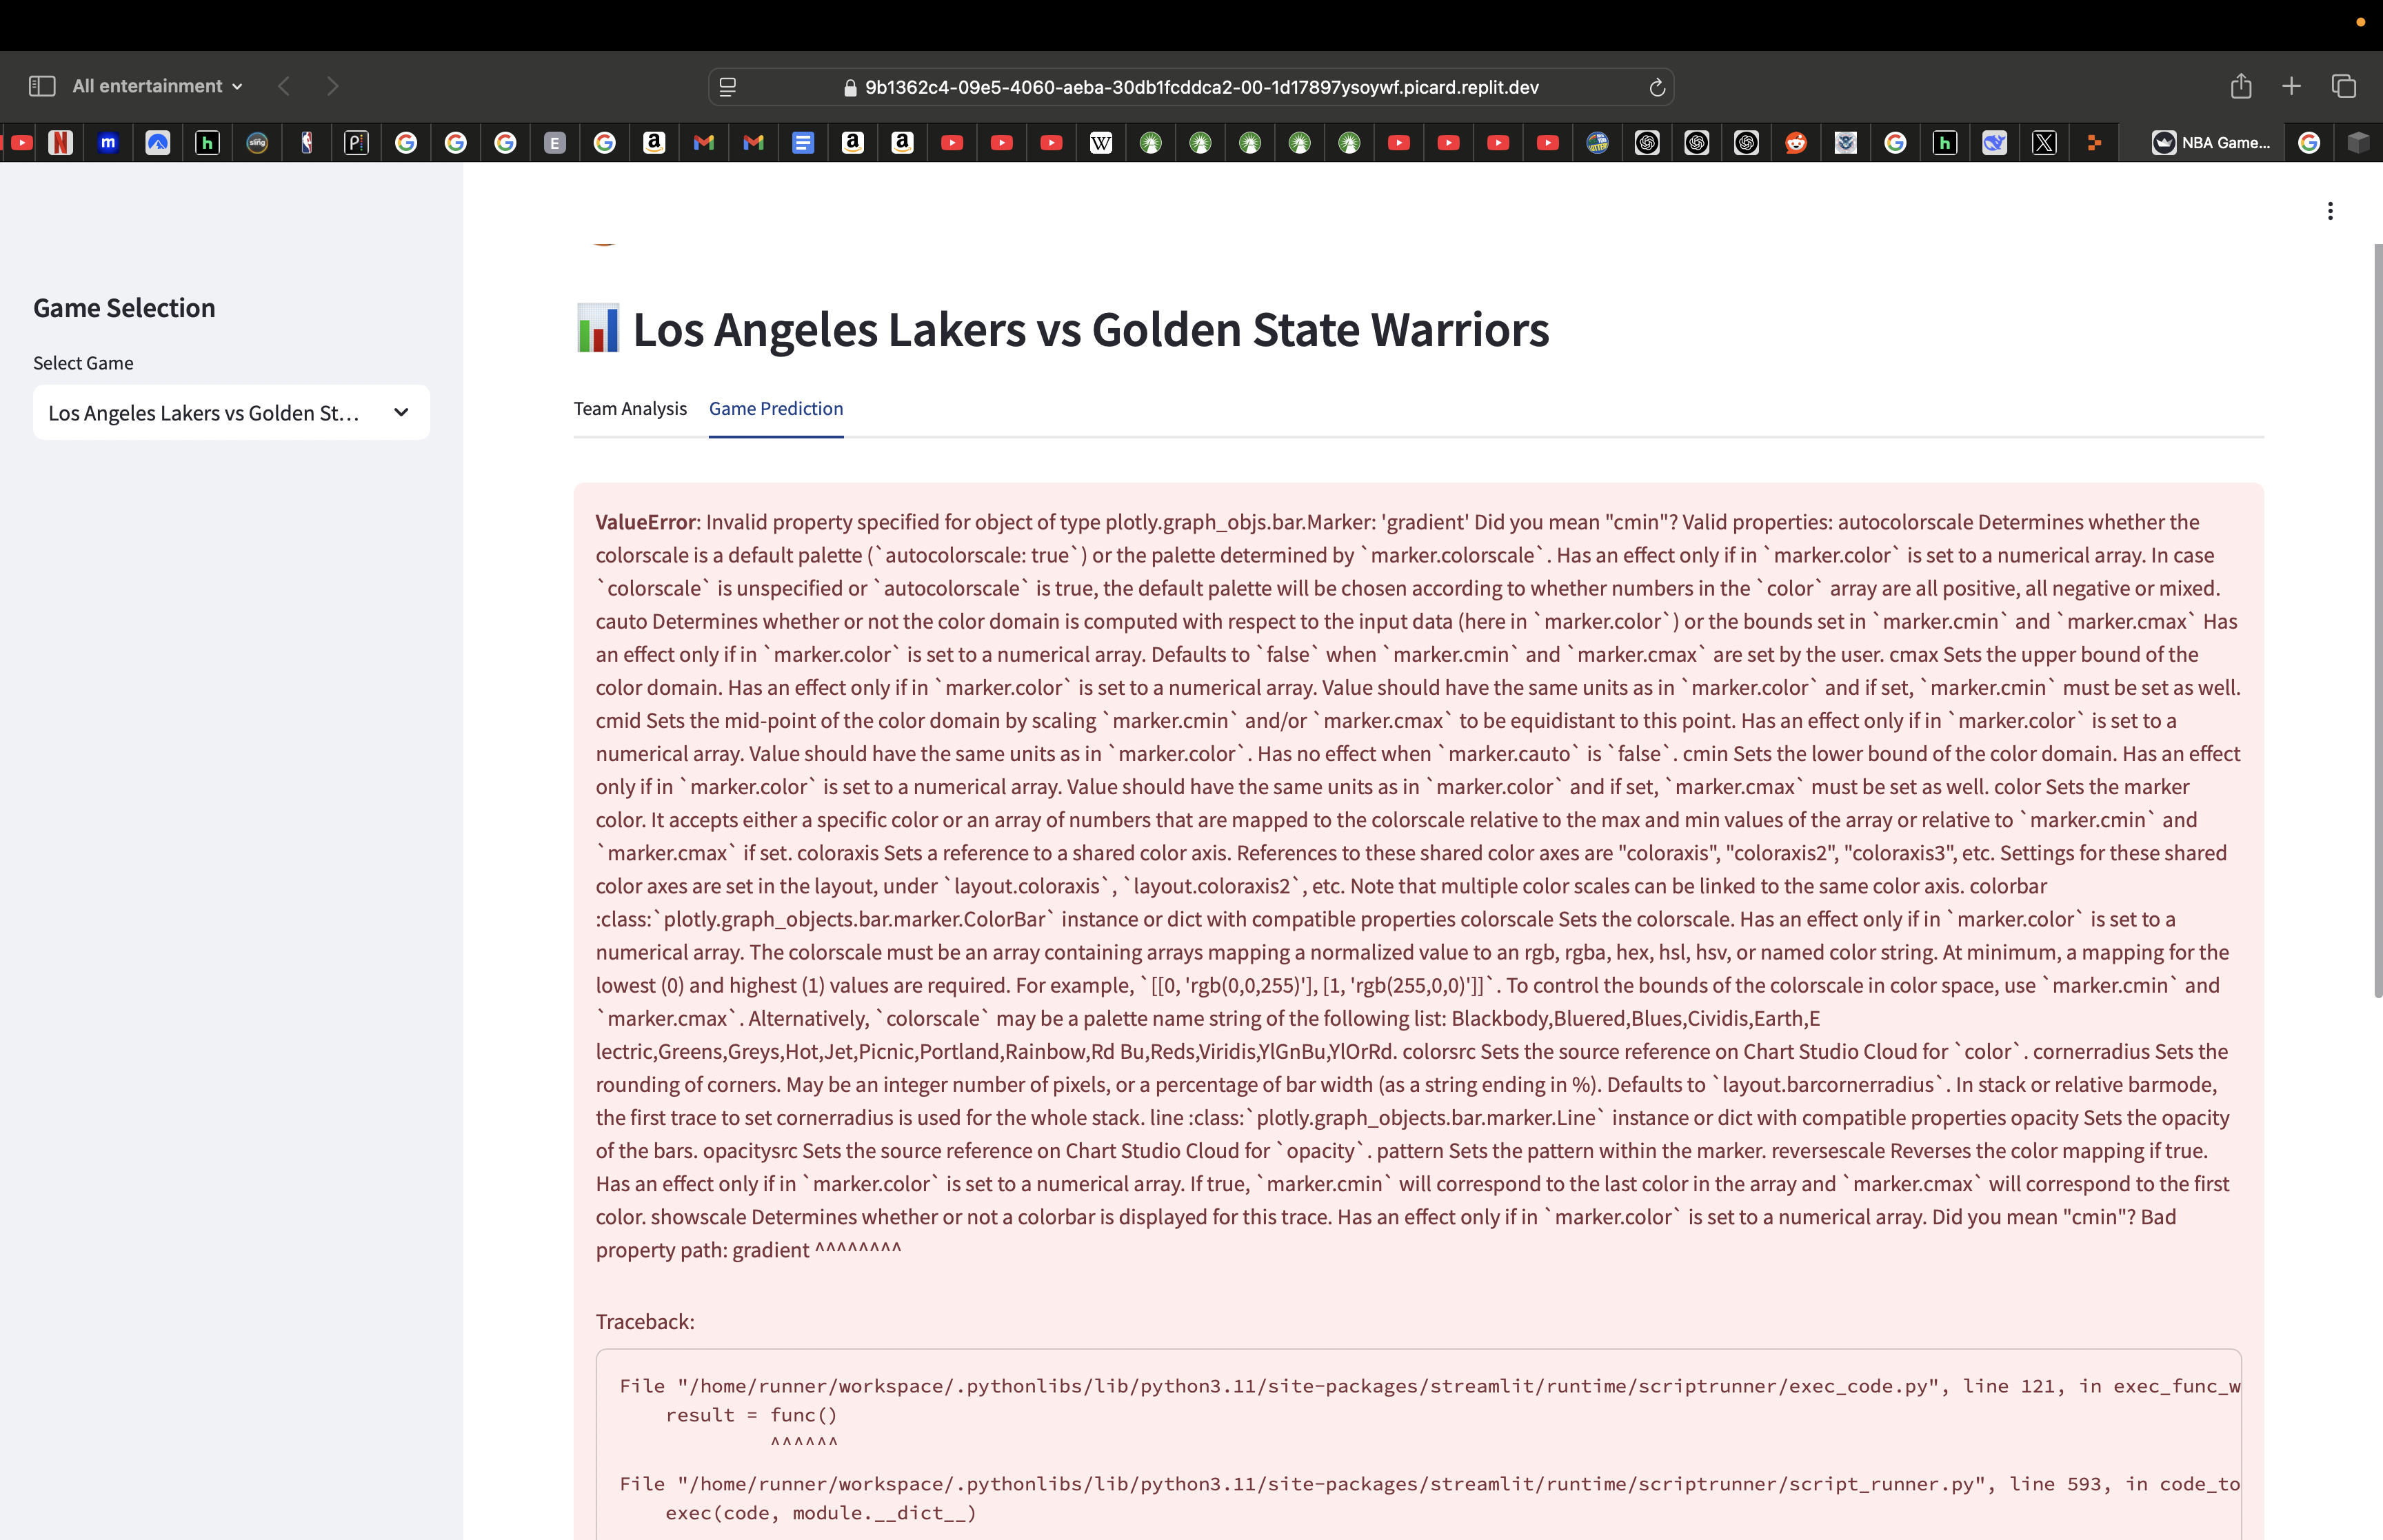 All entertainment
9b1362c4-09e5-4060-aeba-30db1fcddca2-00-1d17897ysoywf.picard.replit.dev
N
m
h
sling
P
E
a
a
a
W
h
X
NBA Game...
Game Selection
Select Game
Los Angeles Lakers vs Golden St...
Los Angeles Lakers vs Golden State Warriors
Team Analysis Game Prediction
ValueError: Invalid property specified for object of type plotly.graph_objs.bar.Marker: 'gradient' Did you mean "cmin"? Valid properties: autocolorscale Determines whether the
colorscale is a default palette (`autocolorscale: true`) or the palette determined by `marker.colorscale`. Has an effect only if in `marker.color` is set to a numerical array. In case
`colorscale` is unspecified or `autocolorscale` is true, the default palette will be chosen according to whether numbers in the `color` array are all positive, all negative or mixed.
cauto Determines whether or not the color domain is computed with respect to the input data (here in `marker.color`) or the bounds set in `marker.cmin` and `marker.cmax` Has
an effect only if in `marker.color` is set to a numerical array. Defaults to `false` when `marker.cmin` and `marker.cmax` are set by the user. cmax Sets the upper bound of the
color domain. Has an effect only if in `marker.color` is set to a numerical array. Value should have the same units as in `marker.color` and if set, `marker.cmin` must be set as well.
cmid Sets the mid-point of the color domain by scaling `marker.cmin` and/or `marker.cmax` to be equidistant to this point. Has an effect only if in `marker.color` is set to a
numerical array. Value should have the same units as in `marker.color`. Has no effect when `marker.cauto` is `false`. cmin Sets the lower bound of the color domain. Has an effect
only if in `marker.color` is set to a numerical array. Value should have the same units as in `marker.color` and if set, `marker.cmax` must be set as well. color Sets the marker
color. It accepts either a specific color or an array of numbers that are mapped to the colorscale relative to the max and min values of the array or relative to `marker.cmin` and
`marker.cmax` if set. coloraxis Sets a reference to a shared color axis. References to these shared color axes are "coloraxis", "coloraxis2", "coloraxis3", etc. Settings for these shared
color axes are set in the layout, under `layout.coloraxis`, `layout.coloraxis2`, etc. Note that multiple color scales can be linked to the same color axis. colorbar
:class:`plotly.graph_objects.bar.marker.ColorBar` instance or dict with compatible properties colorscale Sets the colorscale. Has an effect only if in `marker.color` is set to a
numerical array. The colorscale must be an array containing arrays mapping a normalized value to an rgb, rgba, hex, hsl, hsv, or named color string. At minimum, a mapping for the
lowest (0) and highest (1) values are required. For example, `[[0, 'rgb(0,0,255)'], [1, 'rgb(255,0,0)']]`. To control the bounds of the colorscale in color space, use `marker.cmin` and
`marker.cmax`. Alternatively, `colorscale` may be a palette name string of the following list: Blackbody,Bluered,Blues,Cividis,Earth,E
lectric,Greens,Greys,Hot,Jet,Picnic,Portland,Rainbow,Rd Bu,Reds,Viridis,YlGnBu,YlOrRd. colorsrc Sets the source reference on Chart Studio Cloud for `color`. cornerradius Sets the
rounding of corners. May be an integer number of pixels, or a percentage of bar width (as a string ending in %). Defaults to `layout.barcornerradius`. In stack or relative barmode,
the first trace to set cornerradius is used for the whole stack. line :class:`plotly.graph_objects.bar.marker.Line` instance or dict with compatible properties opacity Sets the opacity
of the bars. opacitysrc Sets the source reference on Chart Studio Cloud for `opacity`. pattern Sets the pattern within the marker. reversescale Reverses the color mapping if true.
Has an effect only if in `marker.color` is set to a numerical array. If true, `marker.cmin` will correspond to the last color in the array and `marker.cmax` will correspond to the first
color. showscale Determines whether or not a colorbar is displayed for this trace. Has an effect only if in `marker.color` is set to a numerical array. Did you mean "cmin"? Bad
property path: gradient ^^^^^^^^
Traceback:
File "/home/runner/workspace/.pythonlibs/lib/python3.11/site-packages/streamlit/runtime/scriptrunner/exec_code.py", line 121, in exec_func_w
result = func()
^^^^^^
File "/home/runner/workspace/.pythonlibs/lib/python3.11/site-packages/streamlit/runtime/scriptrunner/script_runner.py", line 593, in code_to
exec(code, module.__dict__)